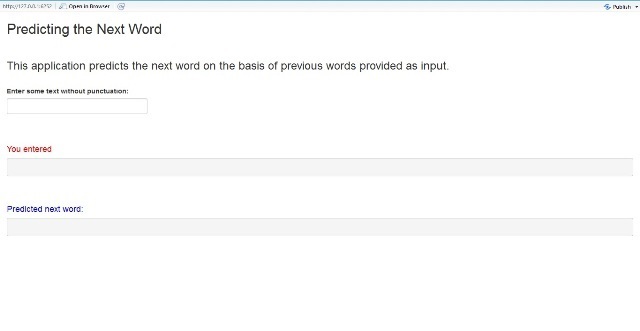 http://127.0.0.1:6252 Open in Browser Publish
Predicting the Next Word
This application predicts the next word on the basis of previous words provided as input.
Enter some text without punctuation:
You entered
Predicted next word: